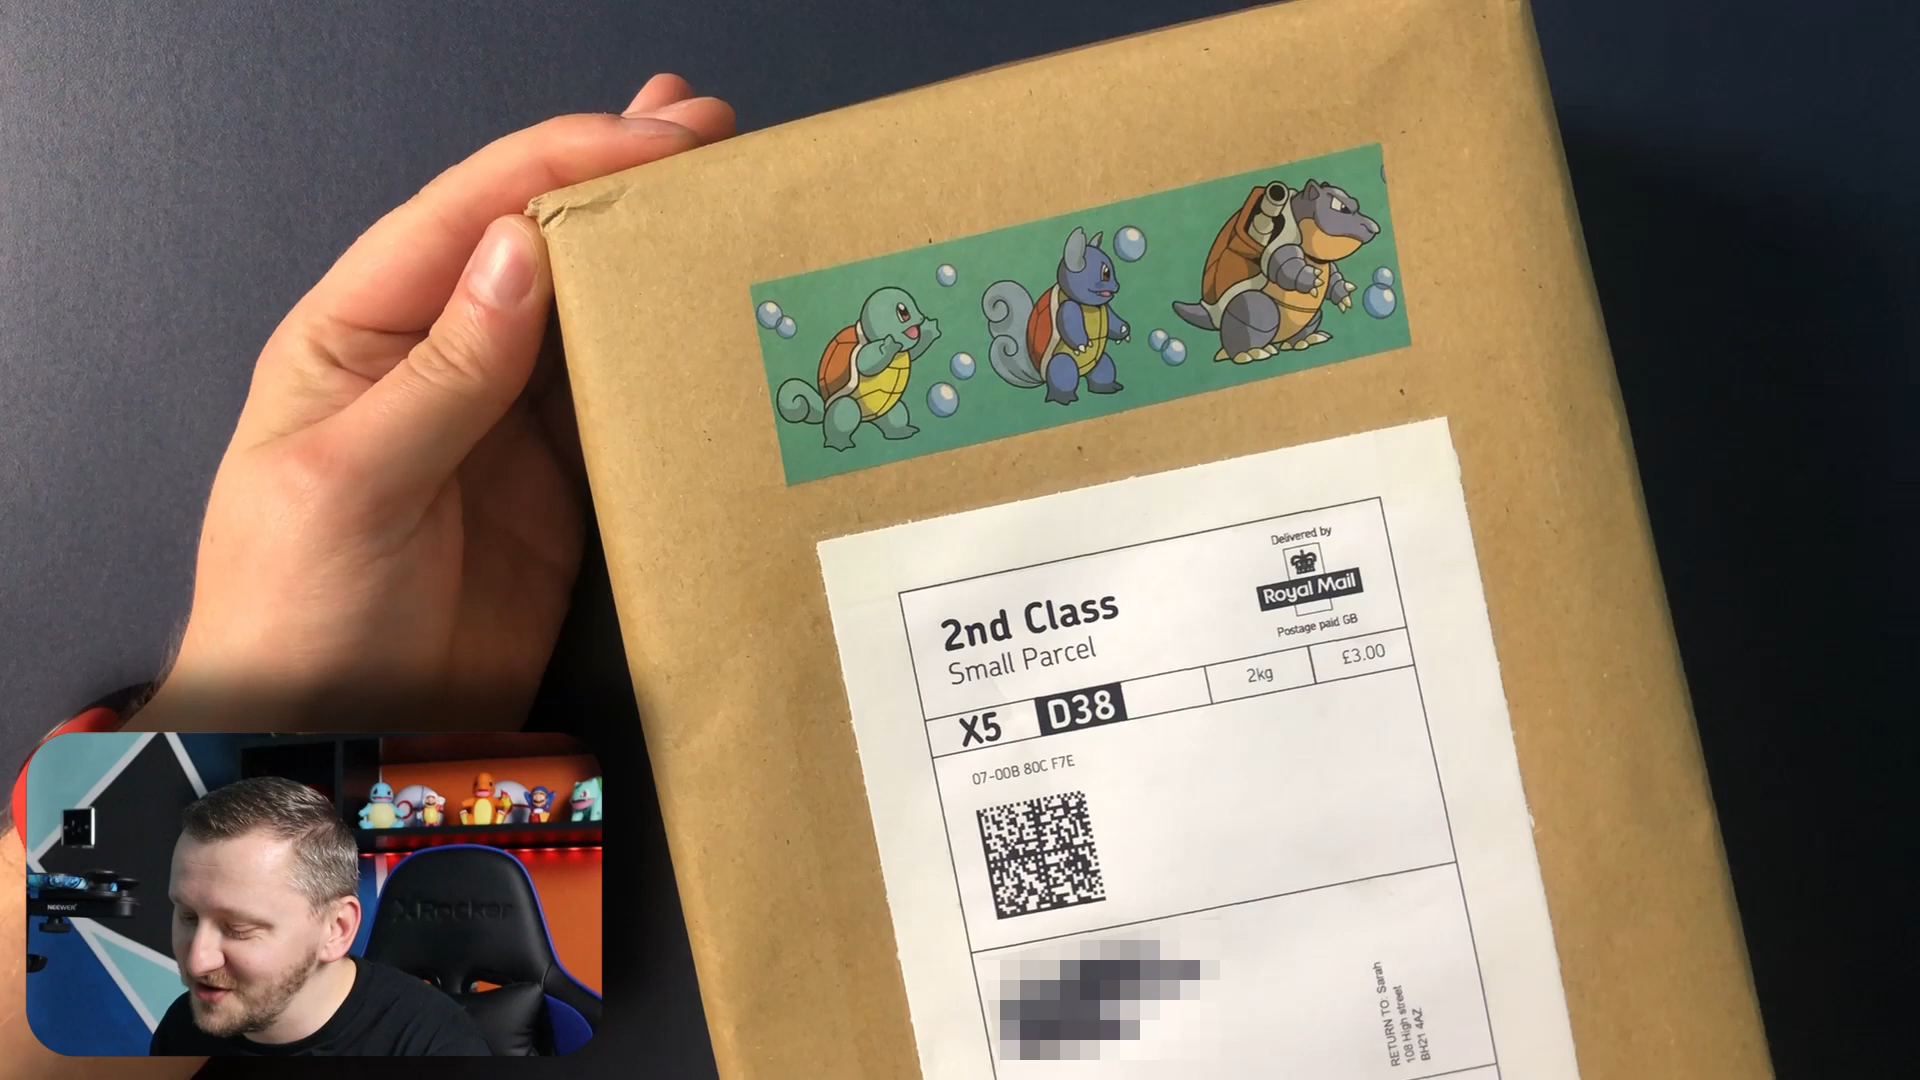 Delivered by
Royal Mail
Postage paid GB
2nd Class
Small Parcel
2kg
£3.00
X5
D38
07-00B 80C F7E
RETURN TO: Sarah
108 High street
BH21 4AZ
NEEWER
X Rocker